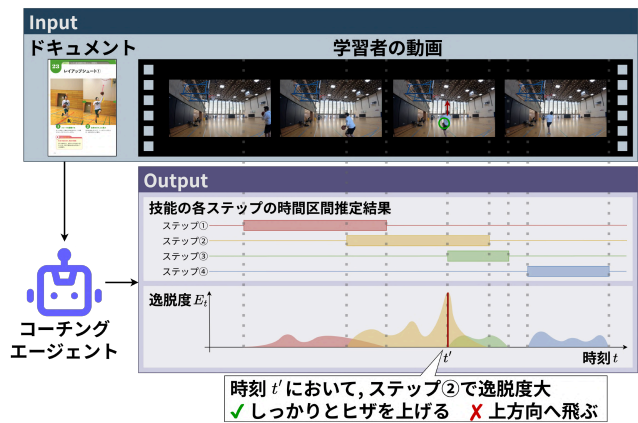 Input
ドキュメント
学習者の動画
23
レイアップシュート①
Output
技能の各ステップの時間区間推定結果
ステップ①
ステップ②
ステップ③
ステップ④
逸脱度 E_t
t'
時刻 t
コーチング
エージェント
時刻 t' において, ステップ②で逸脱度大
✓ しっかりとヒザを上げる ✗ 上方向へ飛ぶ